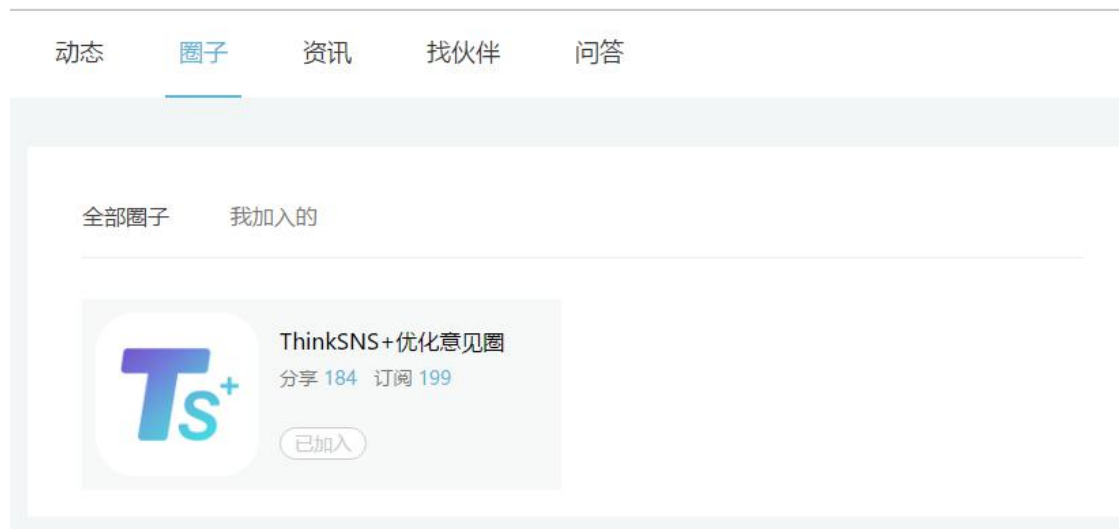 动态 圈子 资讯 找伙伴 问答
全部圈子 我加入的
Ts+
ThinkSNS+优化意见圈
分享 184 订阅 199
已加入